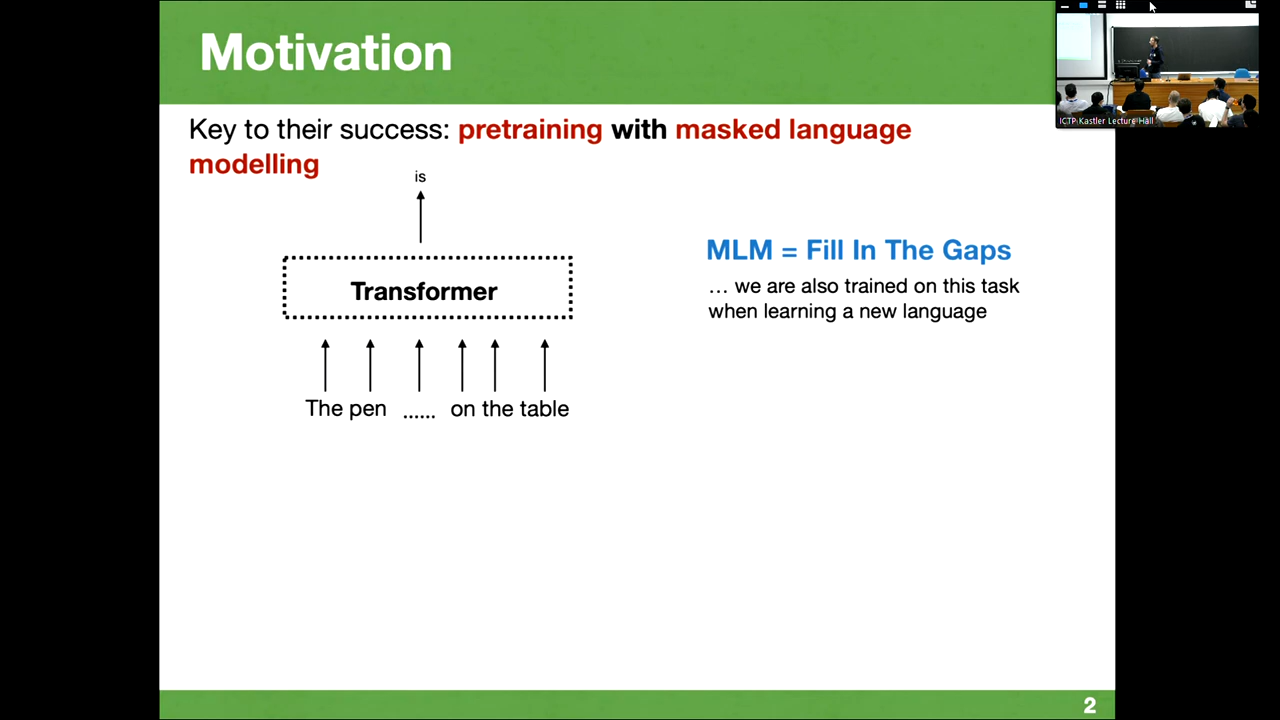 Motivation
Key to their success: pretraining with masked language
modelling
is
Transformer
The pen ...... on the table
MLM = Fill In The Gaps
... we are also trained on this task
when learning a new language
ICTP Kastler Lecture Hall
2